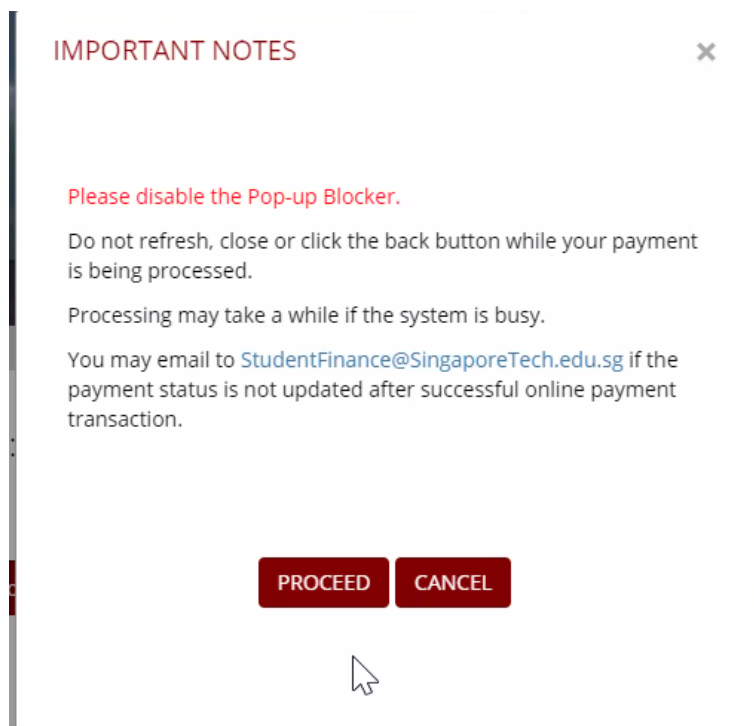 IMPORTANT NOTES
×
Please disable the Pop-up Blocker.
Do not refresh, close or click the back button while your payment
is being processed.
Processing may take a while if the system is busy.
You may email to StudentFinance@SingaporeTech.edu.sg if the
payment status is not updated after successful online payment
transaction.
PROCEED CANCEL